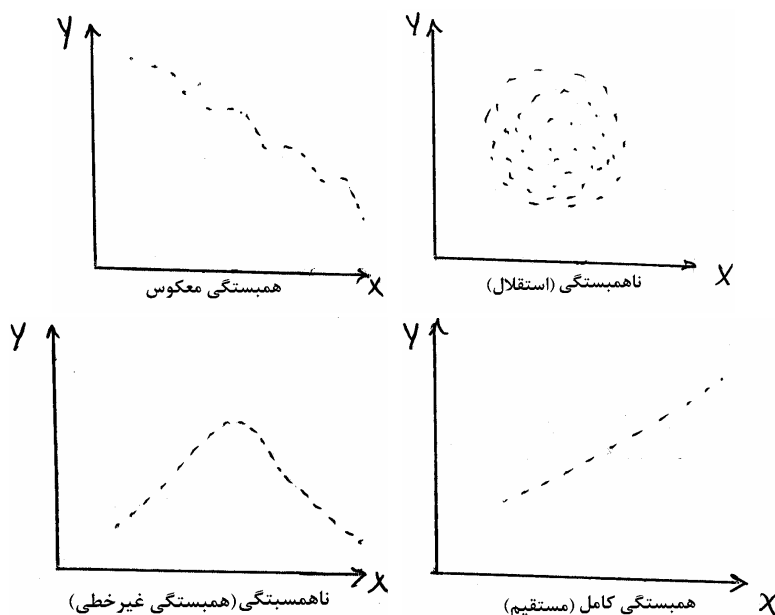 Y
Y
X
همبستگی معکوس
X
ناهمبستگی (استقلال)
Y
Y
X
ناهمسبتگی (همبستگی غیرخطی)
X
همبستگی کامل (مستقیم)